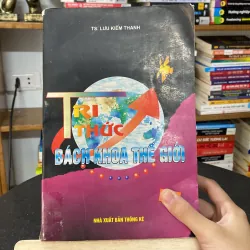 TS. LƯU KIẾM THANH
TRI
THỨC
BÁCH KHOA THẾ GIỚI
NHÀ XUẤT BẢN THỐNG KÊ